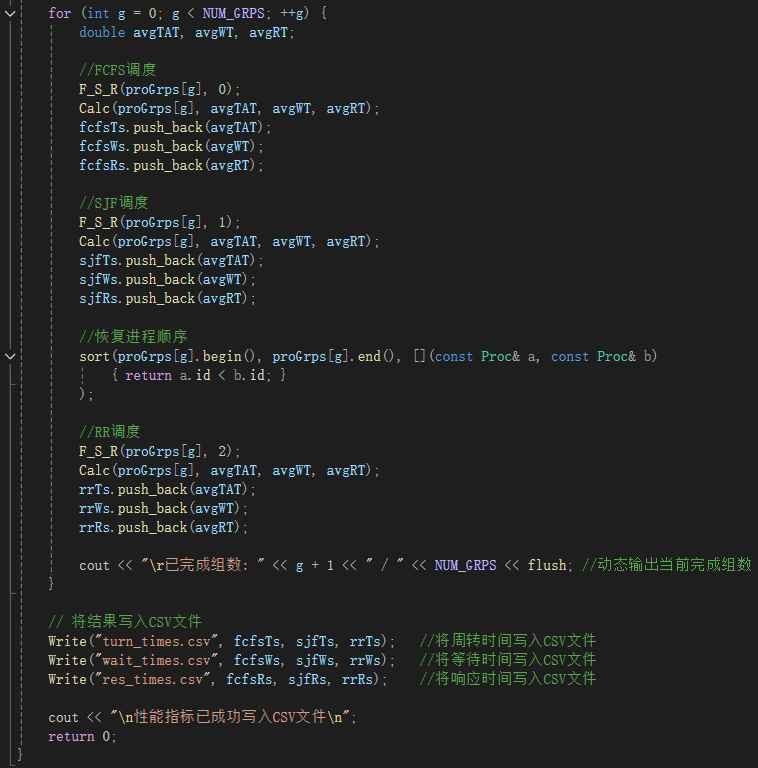 for (int g = 0; g < NUM_GRPS; ++g) {
double avgTAT, avgWT, avgRT;
//FCFS调度
F_S_R(proGrps[g], 0);
Calc(proGrps[g], avgTAT, avgWT, avgRT);
fcfsTs.push_back(avgTAT);
fcfsWs.push_back(avgWT);
fcfsRs.push_back(avgRT);
//SJF调度
F_S_R(proGrps[g], 1);
Calc(proGrps[g], avgTAT, avgWT, avgRT);
sjfTs.push_back(avgTAT);
sjfWs.push_back(avgWT);
sjfRs.push_back(avgRT);
//恢复进程顺序
sort(proGrps[g].begin(), proGrps[g].end(), [](const Proc& a, const Proc& b)
{ return a.id < b.id; }
);
//RR调度
F_S_R(proGrps[g], 2);
Calc(proGrps[g], avgTAT, avgWT, avgRT);
rrTs.push_back(avgTAT);
rrWs.push_back(avgWT);
rrRs.push_back(avgRT);
cout << "\r已完成组数: " << g + 1 << " / " << NUM_GRPS << flush; //动态输出当前完成组数
}
// 将结果写入CSV文件
Write("turn_times.csv", fcfsTs, sjfTs, rrTs); //将周转时间写入CSV文件
Write("wait_times.csv", fcfsWs, sjfWs, rrWs); //将等待时间写入CSV文件
Write("res_times.csv", fcfsRs, sjfRs, rrRs); //将响应时间写入CSV文件
cout << "\n性能指标已成功写入CSV文件\n";
return 0;
}